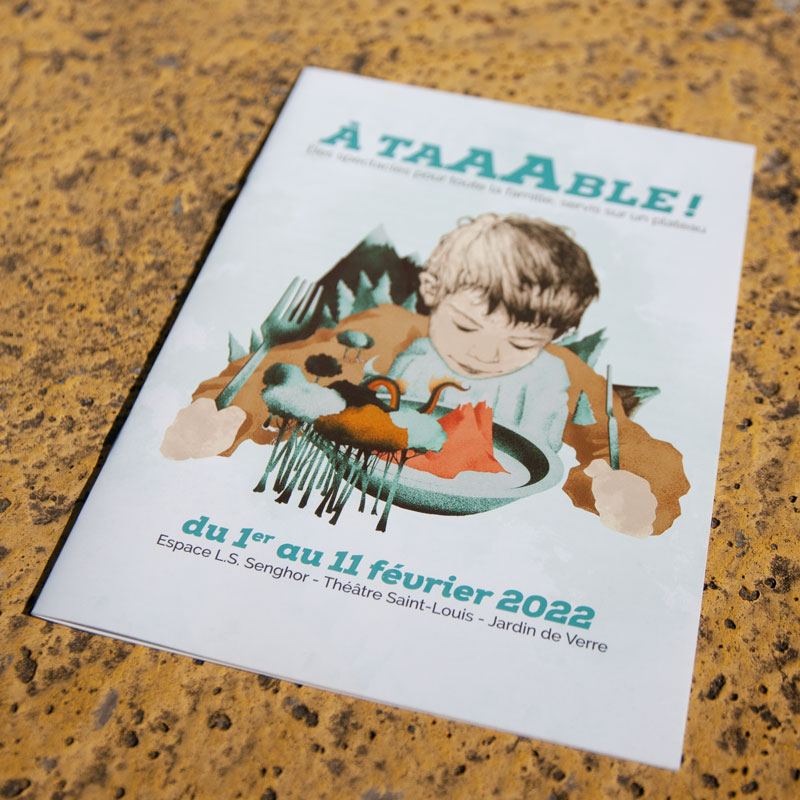 À TAAABLE !
Des spectacles pour toute la famille, servis sur un plateau
du 1er au 11 février 2022
Espace L.S. Senghor - Théâtre Saint-Louis - Jardin de Verre